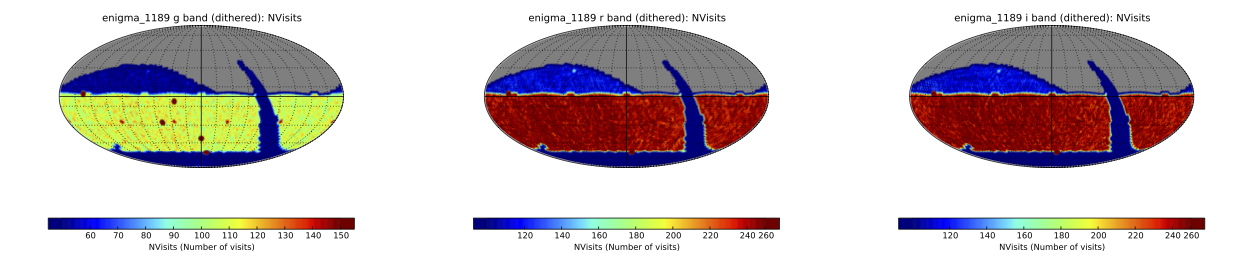 enigma_1189 g band (dithered): NVisits
60 70 80 90 100 110 120 130 140 150
NVisits (Number of visits)
enigma_1189 r band (dithered): NVisits
120 140 160 180 200 220 240 260
NVisits (Number of visits)
enigma_1189 i band (dithered): NVisits
120 140 160 180 200 220 240 260
NVisits (Number of visits)